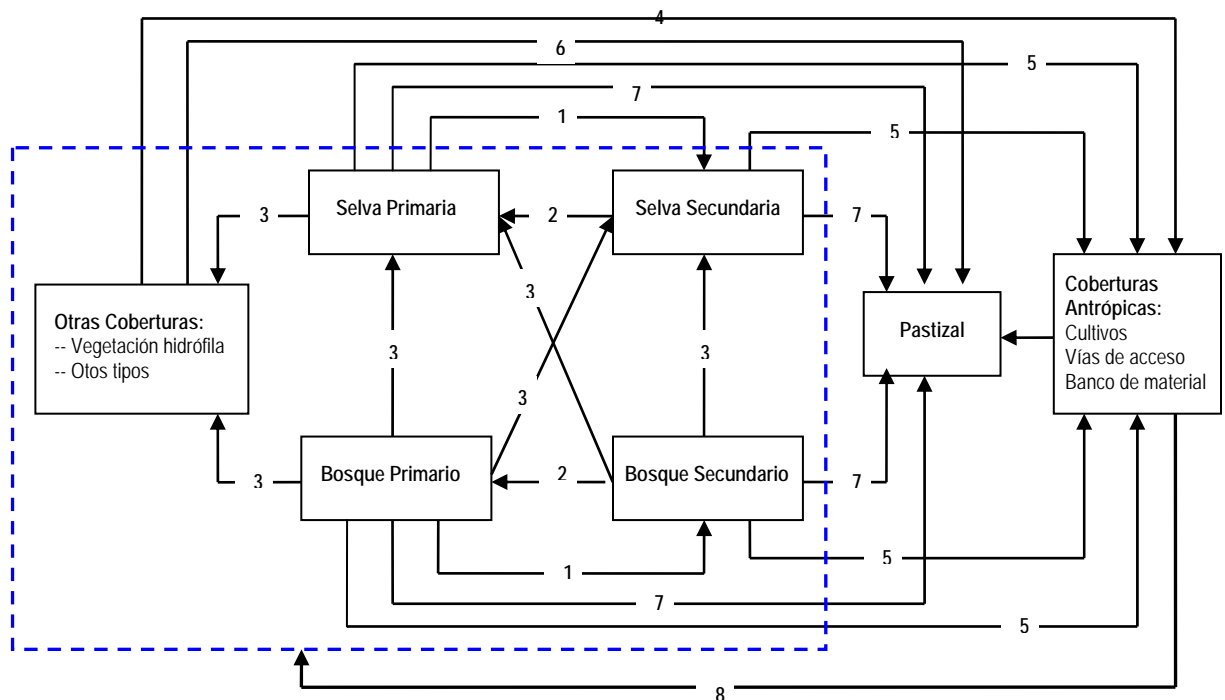 4
6
5
7
1
5
Selva Primaria
Selva Secundaria
3
2
3
7
3
Otras Coberturas:
-- Vegetación hidrófila
-- Otos tipos
Coberturas
Antrópicas:
Cultivos
Vías de acceso
Banco de material
Pastizal
3
3
3
Bosque Primario
Bosque Secundario
3
2
7
1
5
7
5
8